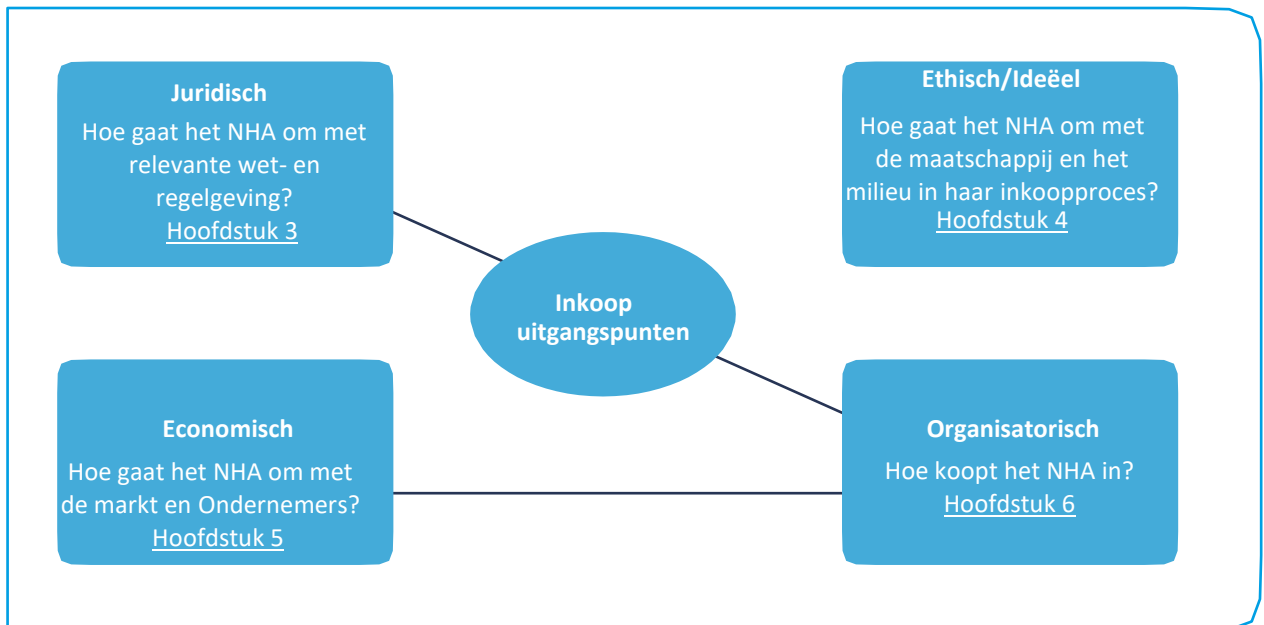 Juridisch
Hoe gaat het NHA om met
relevante wet- en
regelgeving?
Hoofdstuk 3
Ethisch/Ideëel
Hoe gaat het NHA om met
de maatschappij en het
milieu in haar inkoopproces?
Hoofdstuk 4
Inkoop
uitgangspunten
Economisch
Hoe gaat het NHA om met
de markt en Ondernemers?
Hoofdstuk 5
Organisatorisch
Hoe koopt het NHA in?
Hoofdstuk 6